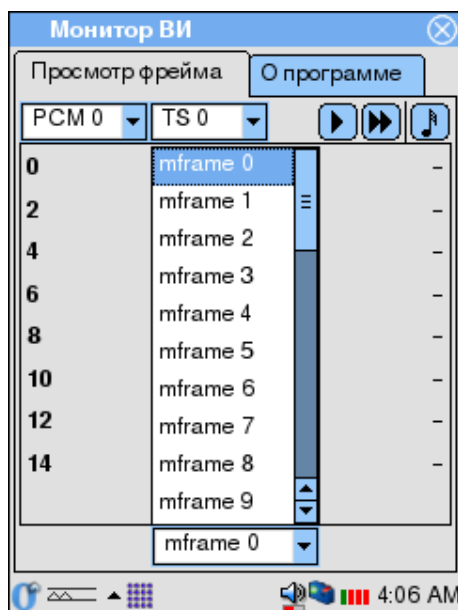 Монитор ВИ
Просмотр фрейма
О программе
PCM 0
TS 0
0 mframe 0 –
mframe 1
2 –
mframe 2
4 –
mframe 3
6 –
mframe 4
8 mframe 5 –
10 mframe 6 –
12 mframe 7 –
14 mframe 8 –
mframe 9
mframe 0
4:06 AM